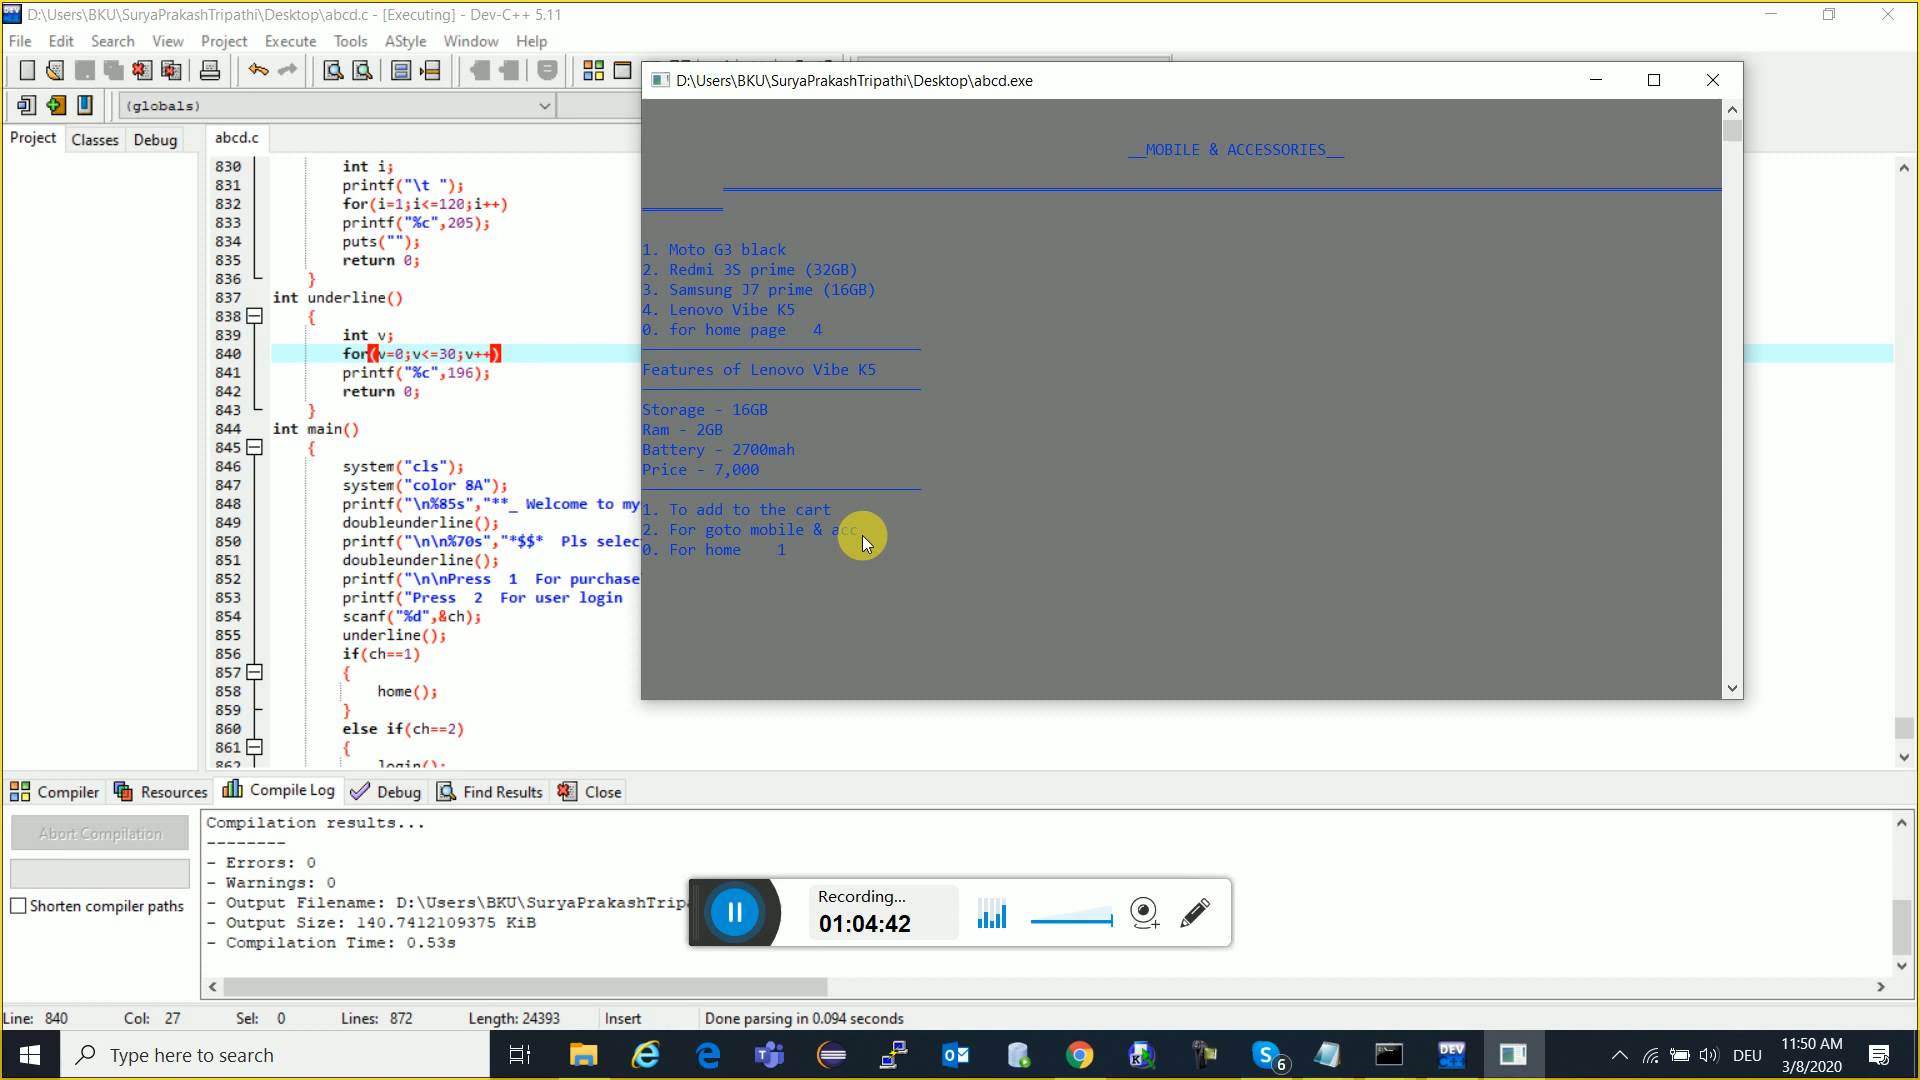 D:\Users\BKU\SuryaPrakashTripathi\Desktop\abcd.c - [Executing] - Dev-C++ 5.11
File Edit Search View Project Execute Tools AStyle Window Help
(globals)
Project Classes Debug
abcd.c
830 int i;
831 printf("\t ");
832 for(i=1;i<=120;i++)
833 printf("%c",205);
834 puts("");
835 return 0;
836 }
837 int underline()
838 {
839 int v;
840 for(v=0;v<=30;v++)
841 printf("%c",196);
842 return 0;
843 }
844 int main()
845 {
846 system("cls");
847 system("color 8A");
848 printf("\n%85s","**_ Welcome to my
849 doubleunderline();
850 printf("\n\n%70s","*$$* Pls selec
851 doubleunderline();
852 printf("\n\nPress 1 For purchase
853 printf("Press 2 For user login
854 scanf("%d",&ch);
855 underline();
856 if(ch==1)
857 {
858 home();
859 }
860 else if(ch==2)
861 {
862 login();
D:\Users\BKU\SuryaPrakashTripathi\Desktop\abcd.exe
__MOBILE & ACCESSORIES__
1. Moto G3 black
2. Redmi 3S prime (32GB)
3. Samsung J7 prime (16GB)
4. Lenovo Vibe K5
0. for home page 4
Features of Lenovo Vibe K5
Storage - 16GB
Ram - 2GB
Battery - 2700mah
Price - 7,000
1. To add to the cart
2. For goto mobile & acc
0. For home 1
Compiler Resources Compile Log Debug Find Results Close
Abort Compilation
Shorten compiler paths
Compilation results...
--------
- Errors: 0
- Warnings: 0
- Output Filename: D:\Users\BKU\SuryaPrakashTrip
- Output Size: 140.7412109375 KiB
- Compilation Time: 0.53s
Recording...
01:04:42
Line: 840 Col: 27 Sel: 0 Lines: 872 Length: 24393 Insert Done parsing in 0.094 seconds
Type here to search
6
DEV
DEU
11:50 AM
3/8/2020